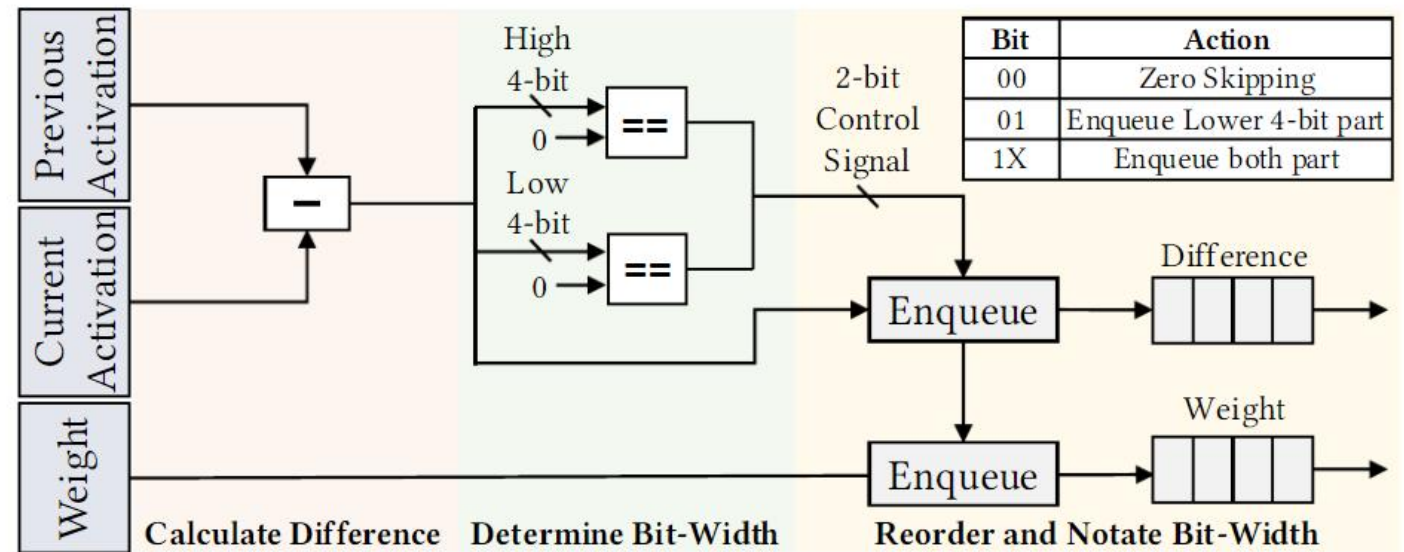 Previous
Activation
Current
Activation
Weight
−
High
4-bit
0
==
Low
4-bit
0
==
2-bit
Control
Signal
Bit Action
00 Zero Skipping
01 Enqueue Lower 4-bit part
1X Enqueue both part
Enqueue
Difference
Enqueue
Weight
Calculate Difference
Determine Bit-Width
Reorder and Notate Bit-Width